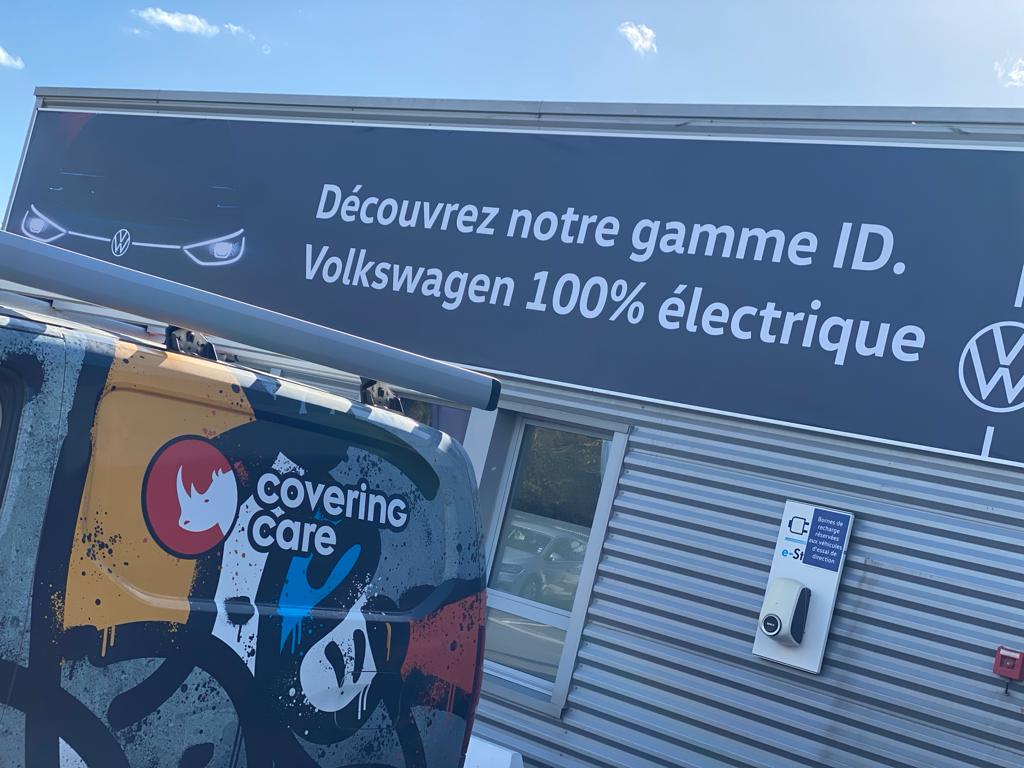 Découvrez notre gamme ID.
Volkswagen 100% électrique
covering
care
Bornes de
recharge
réservées
aux véhicules
d'essai de
direction